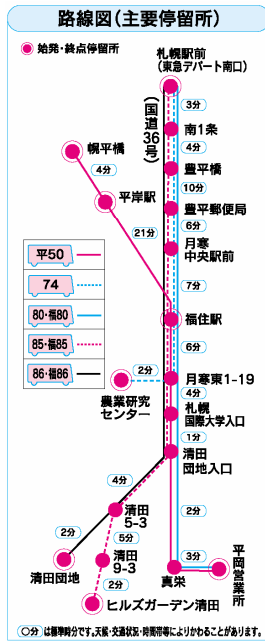 路線図(主要停留所)
始発・終点停留所
札幌駅前
(東急デパート南口)
3分
(国道36号)
南1条
幌平橋
4分
豊平橋
4分
10分
平岸駅
豊平郵便局
21分
6分
月寒
中央駅前
平50
74
7分
80・福80
福住駅
85・福85
6分
86・福86
2分
月寒東1-19
農業研究
センター
4分
札幌
国際大学入口
1分
清田
団地入口
4分
清田
5-3
2分
2分
5分
清田
9-3
3分
清田団地
真栄
平岡営業所
2分
ヒルズガーデン清田
○分は標準時分です。天候・交通状況・時間帯等によりかわることがあります。